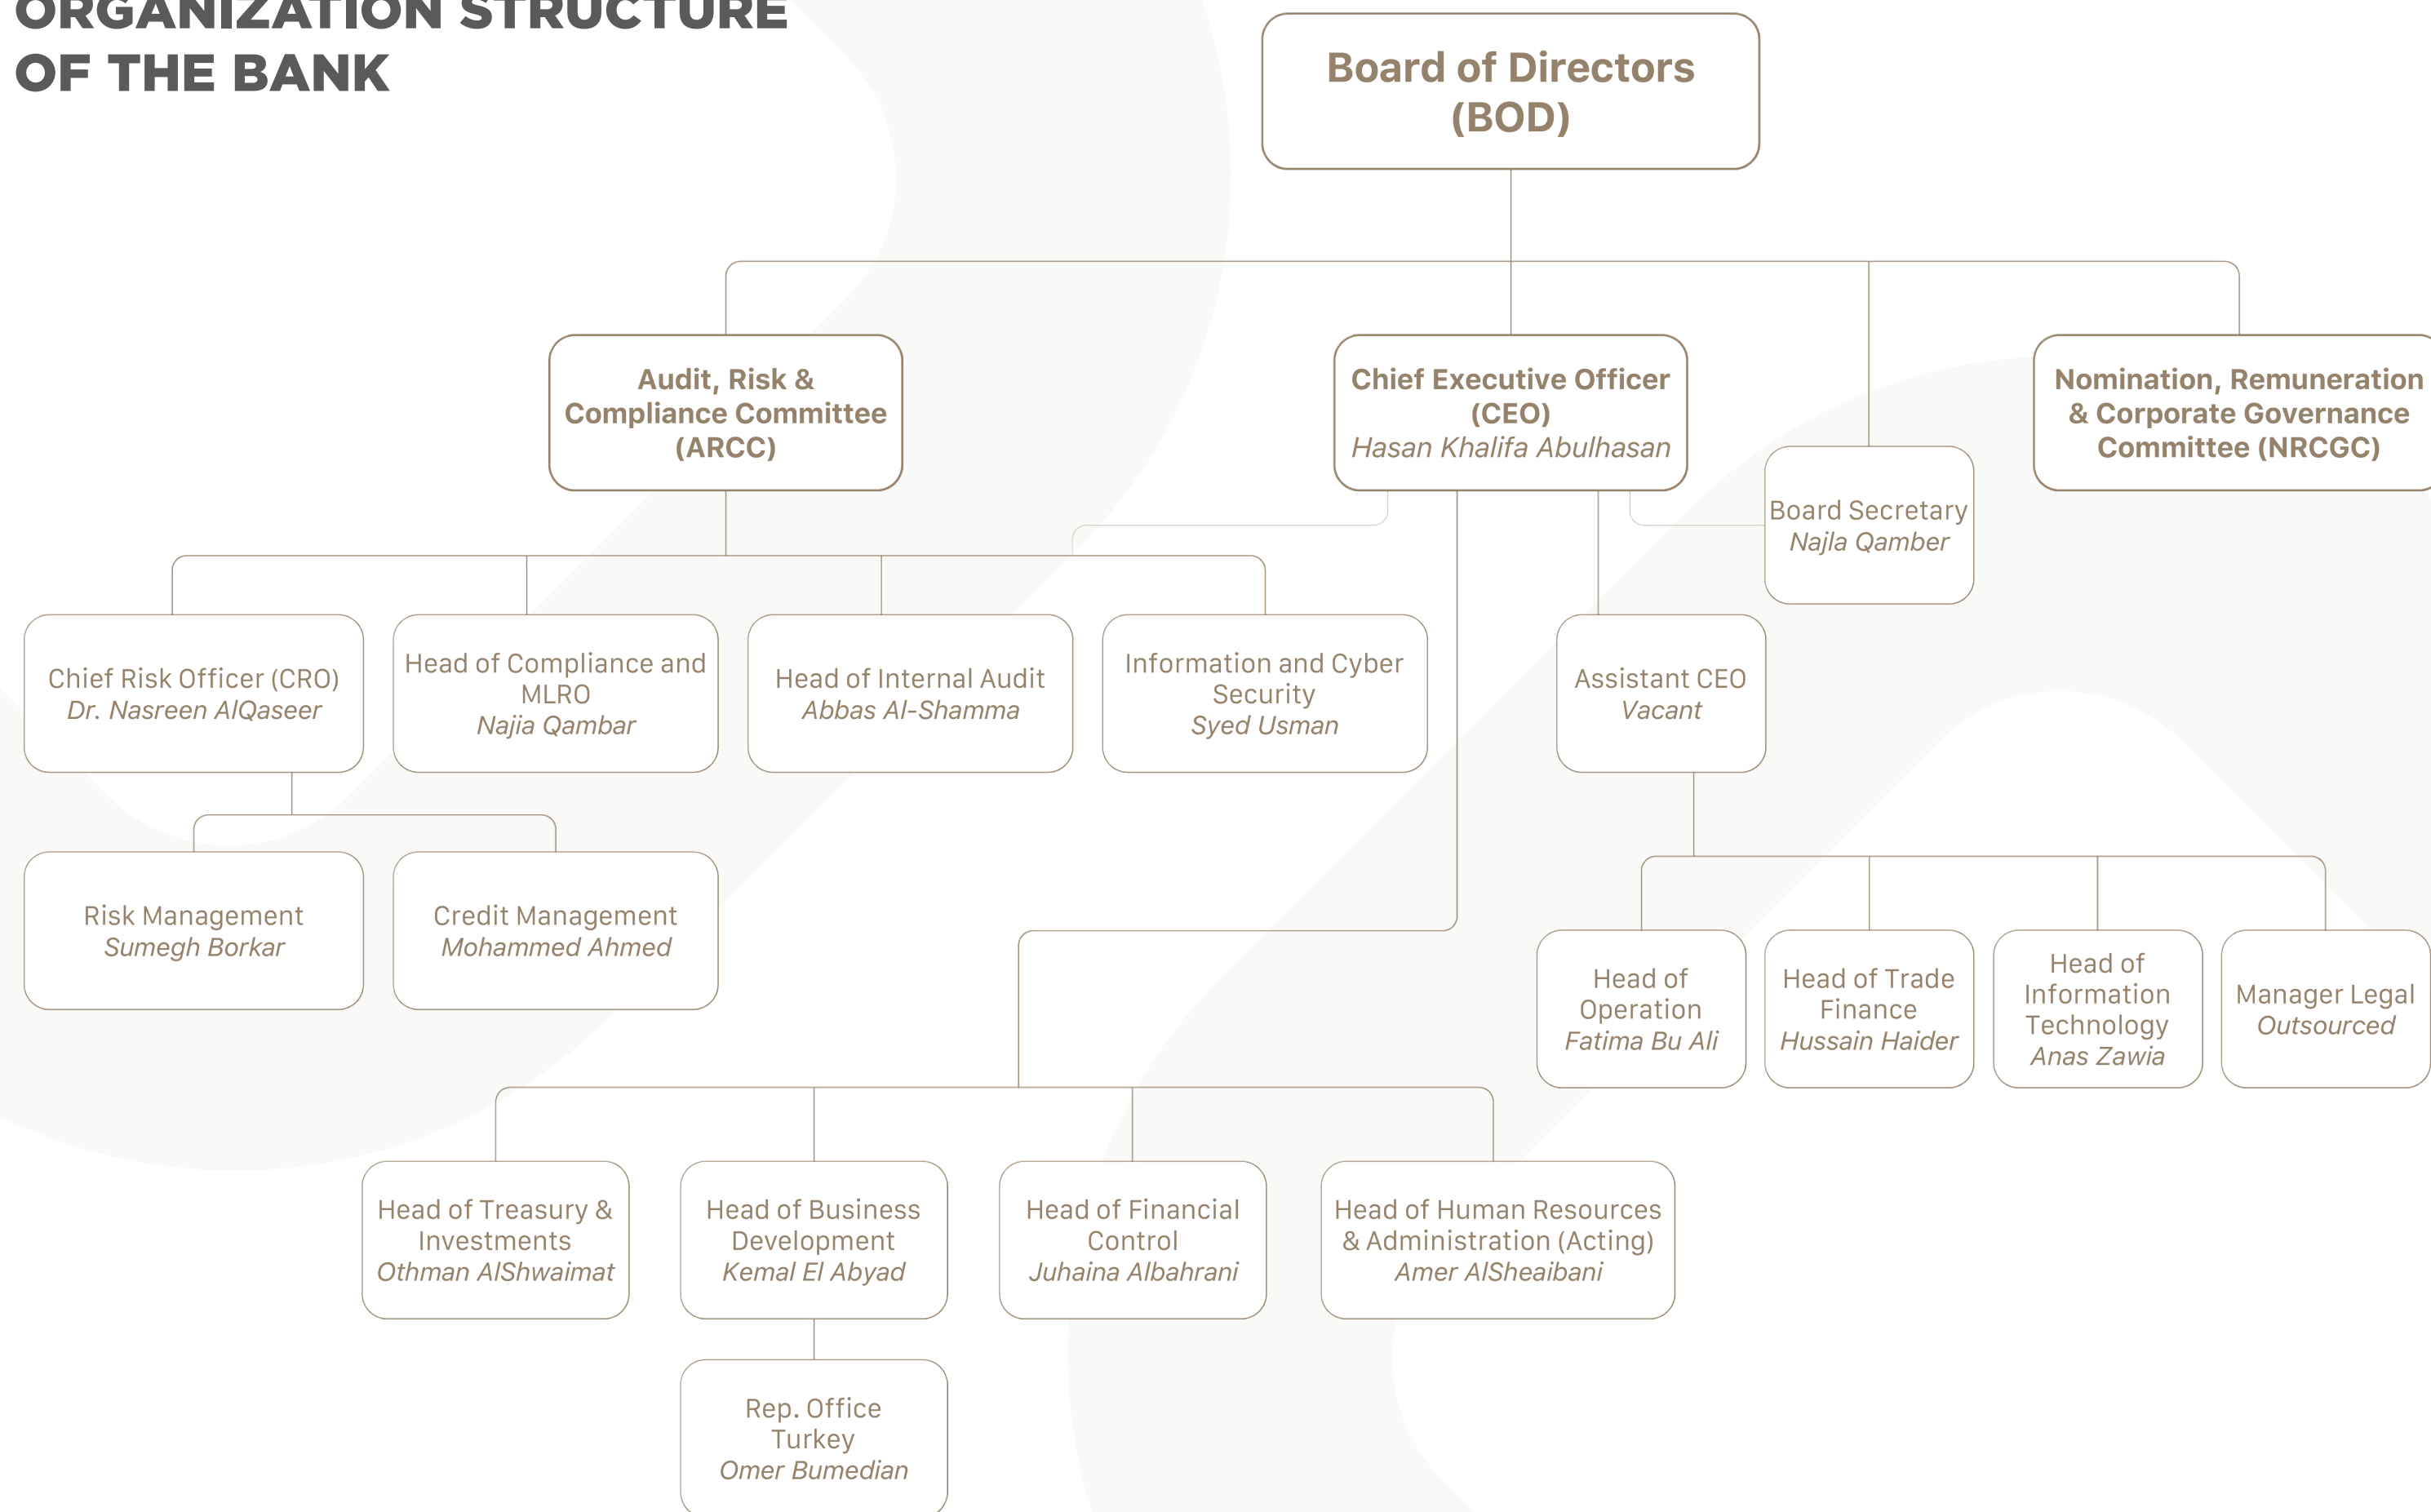 ORGANIZATION STRUCTURE
OF THE BANK
Board of Directors
(BOD)
Audit, Risk &
Compliance Committee
(ARCC)
Chief Executive Officer
(CEO)
Hasan Khalifa Abulhasan
Nomination, Remuneration
& Corporate Governance
Committee (NRCGC)
Board Secretary
Najla Qamber
Chief Risk Officer (CRO)
Dr. Nasreen AlQaseer
Head of Compliance and
MLRO
Najia Qambar
Head of Internal Audit
Abbas Al-Shamma
Information and Cyber
Security
Syed Usman
Assistant CEO
Vacant
Risk Management
Sumegh Borkar
Credit Management
Mohammed Ahmed
Head of
Operation
Fatima Bu Ali
Head of Trade
Finance
Hussain Haider
Head of
Information
Technology
Anas Zawia
Manager Legal
Outsourced
Head of Treasury &
Investments
Othman AlShwaimat
Head of Business
Development
Kemal El Abyad
Head of Financial
Control
Juhaina Albahrani
Head of Human Resources
& Administration (Acting)
Amer AlSheaibani
Rep. Office
Turkey
Omer Bumedian